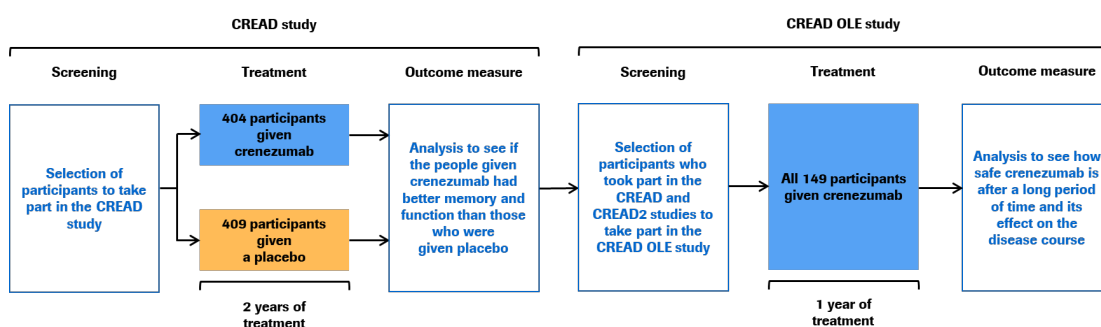 CREAD study
CREAD OLE study
Screening
Treatment
Outcome measure
Screening
Treatment
Outcome measure
Selection of
participants to take
part in the CREAD
study
404 participants
given
crenezumab
409 participants
given
a placebo
Analysis to see if
the people given
crenezumab had
better memory and
function than those
who were
given placebo
Selection of
participants who
took part in the
CREAD and
CREAD2 studies to
take part in the
CREAD OLE study
All 149 participants
given crenezumab
Analysis to see how
safe crenezumab is
after a long period
of time and its
effect on the
disease course
2 years of
treatment
1 year of
treatment